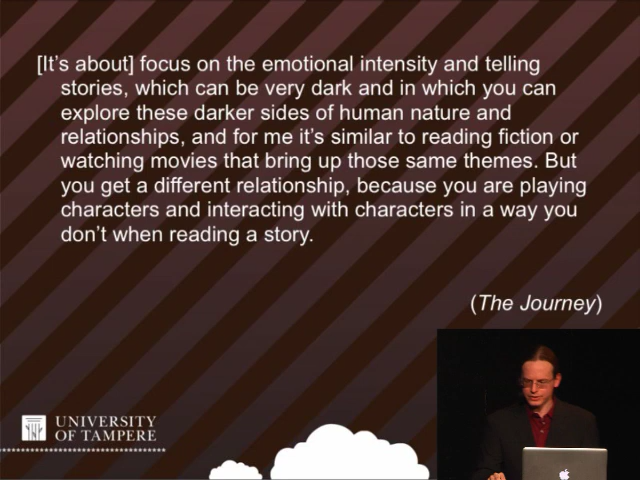 [It's about] focus on the emotional intensity and telling
stories, which can be very dark and in which you can
explore these darker sides of human nature and
relationships, and for me it's similar to reading fiction or
watching movies that bring up those same themes. But
you get a different relationship, because you are playing
characters and interacting with characters in a way you
don't when reading a story.
(The Journey)
UNIVERSITY
OF TAMPERE